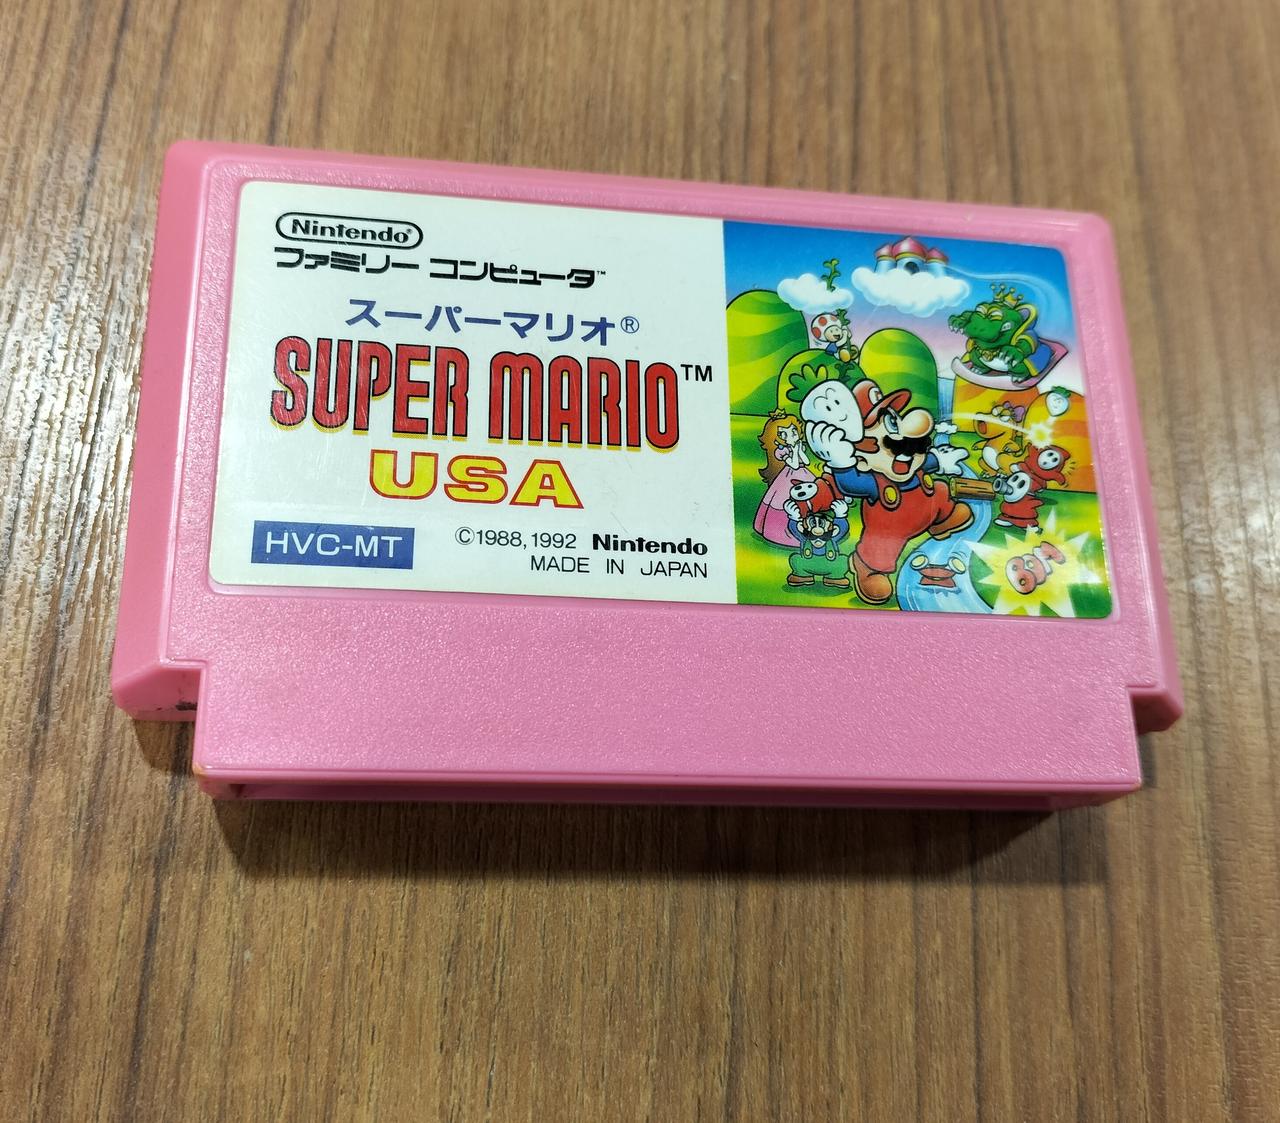 Nintendo®
ファミリー コンピュータ™
スーパーマリオ®
SUPER MARIO™
USA
HVC-MT
©1988,1992 Nintendo
MADE IN JAPAN